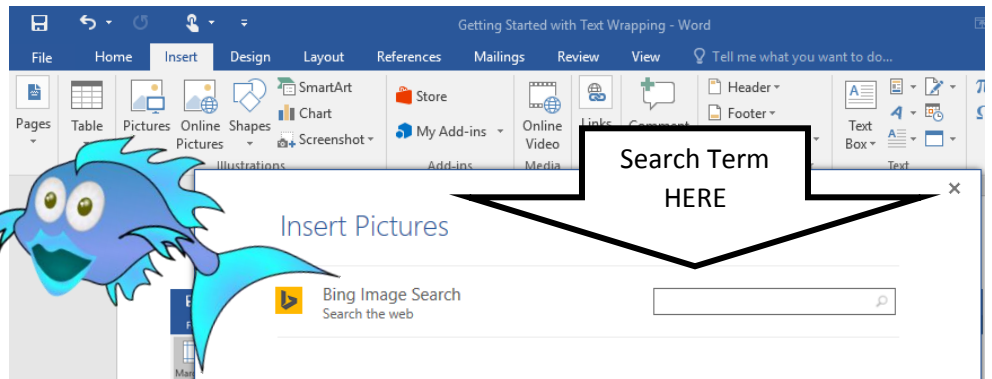 Getting Started with Text Wrapping - Word
File Home Insert Design Layout References Mailings Review View Tell me what you want to do...
Pages Table Pictures Online Pictures Shapes SmartArt Chart Screenshot Store My Add-ins Online Video Links Comment Header Footer Text Box
Illustrations Add-ins Media Text
Search Term
HERE
Insert Pictures
Bing Image Search
Search the web